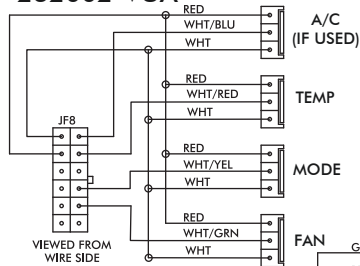 RED
WHT/BLU
WHT
A/C
(IF USED)
RED
WHT/RED
WHT
TEMP
JF8
RED
WHT/YEL
WHT
MODE
RED
WHT/GRN
WHT
FAN
VIEWED FROM
WIRE SIDE
G